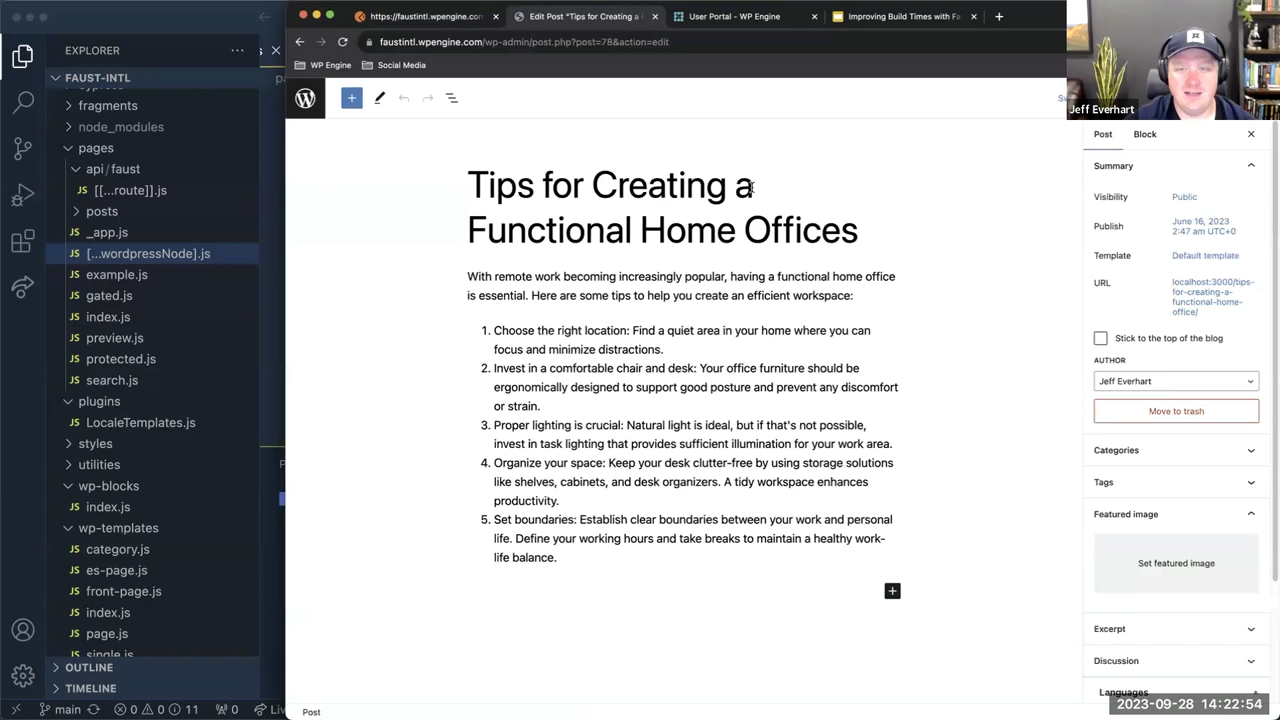 https://faustintl.wpengine.com/
Edit Post "Tips for Creating a
User Portal - WP Engine
Improving Build Times with Fa
EXPLORER
faustintl.wpengine.com/wp-admin/post.php?post=78&action=edit
WP Engine
Social Media
FAUST-INTL
fragments
node_modules
pages
api/faust
[[...route]].js
posts
_app.js
[...wordpressNode].js
example.js
gated.js
index.js
preview.js
protected.js
search.js
plugins
LocaleTemplates.js
styles
utilities
wp-blocks
index.js
wp-templates
category.js
es-page.js
front-page.js
index.js
page.js
single.js
OUTLINE
TIMELINE
main
0
0
11
0
Jeff Everhart
Tips for Creating a
Functional Home Offices
With remote work becoming increasingly popular, having a functional home office
is essential. Here are some tips to help you create an efficient workspace:
1. Choose the right location: Find a quiet area in your home where you can
focus and minimize distractions.
2. Invest in a comfortable chair and desk: Your office furniture should be
ergonomically designed to support good posture and prevent any discomfort
or strain.
3. Proper lighting is crucial: Natural light is ideal, but if that's not possible,
invest in task lighting that provides sufficient illumination for your work area.
4. Organize your space: Keep your desk clutter-free by using storage solutions
like shelves, cabinets, and desk organizers. A tidy workspace enhances
productivity.
5. Set boundaries: Establish clear boundaries between your work and personal
life. Define your working hours and take breaks to maintain a healthy work-
life balance.
Post
Post
Block
Summary
Visibility
Public
Publish
June 16, 2023
2:47 am UTC+0
Template
Default template
URL
localhost:3000/tips-
for-creating-a-
functional-home-
office/
Stick to the top of the blog
AUTHOR
Jeff Everhart
Move to trash
Categories
Tags
Featured image
Set featured image
Excerpt
Discussion
Languages
2023-09-28 14:22:54